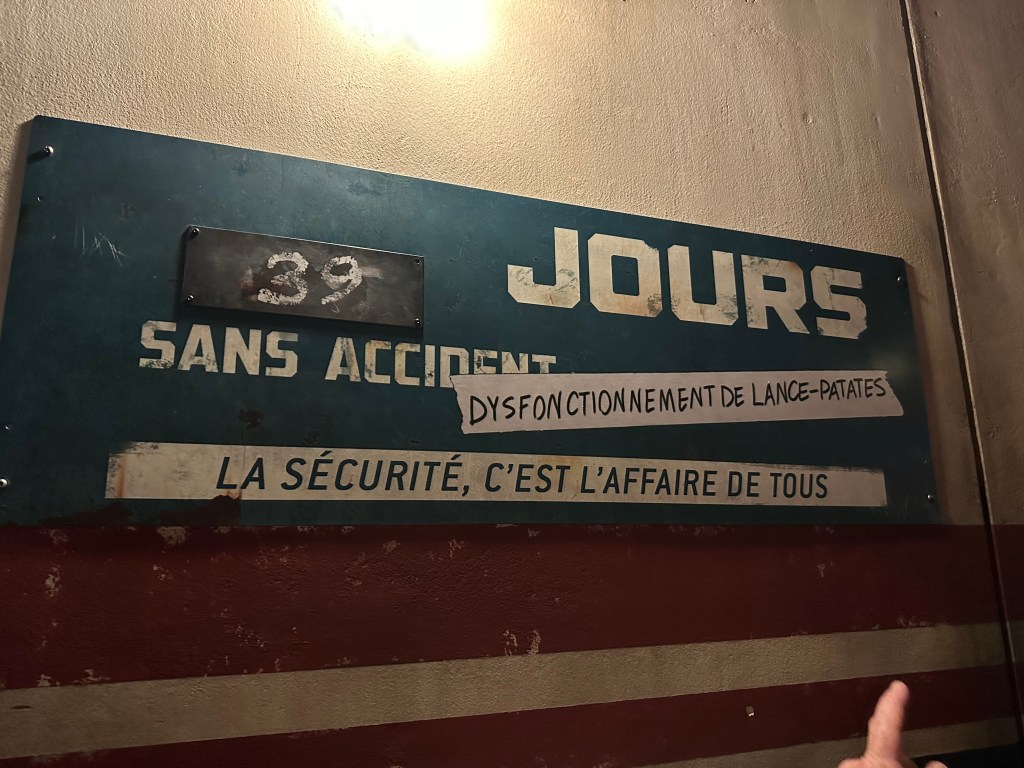 39 JOURS
SANS ACCIDENT
DYSFONCTIONNEMENT DE LANCE-PATATES
LA SÉCURITÉ, C'EST L'AFFAIRE DE TOUS